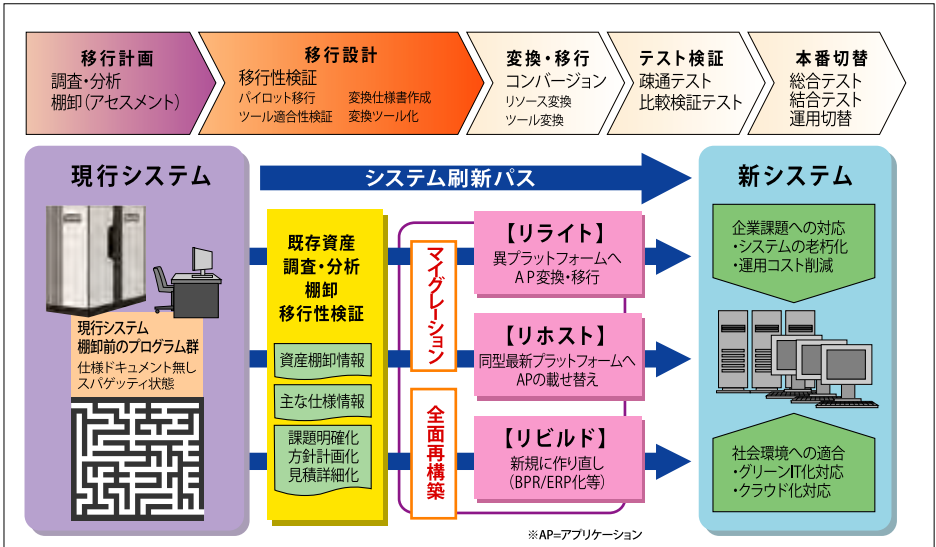 移行計画
調査・分析
棚卸(アセスメント)
移行設計
移行性検証
パイロット移行
ツール適合性検証
変換仕様書作成
変換ツール化
変換・移行
コンバージョン
リソース変換
ツール変換
テスト検証
疎通テスト
比較検証テスト
本番切替
総合テスト
結合テスト
運用切替
現行システム
システム刷新パス
新システム
現行システム
棚卸前のプログラム群
仕様ドキュメント無し
スパゲッティ状態
既存資産
調査・分析
棚卸
移行性検証
資産棚卸情報
主な仕様情報
課題明確化
方針計画化
見積詳細化
マイグレーション
全面再構築
【リライト】
異プラットフォームへ
AP変換・移行
【リホスト】
同型最新プラットフォームへ
APの載せ替え
【リビルド】
新規に作り直し
(BPR/ERP化等)
企業課題への対応
・システムの老朽化
・運用コスト削減
社会環境への適合
・グリーンIT化対応
・クラウド化対応
※AP=アプリケーション